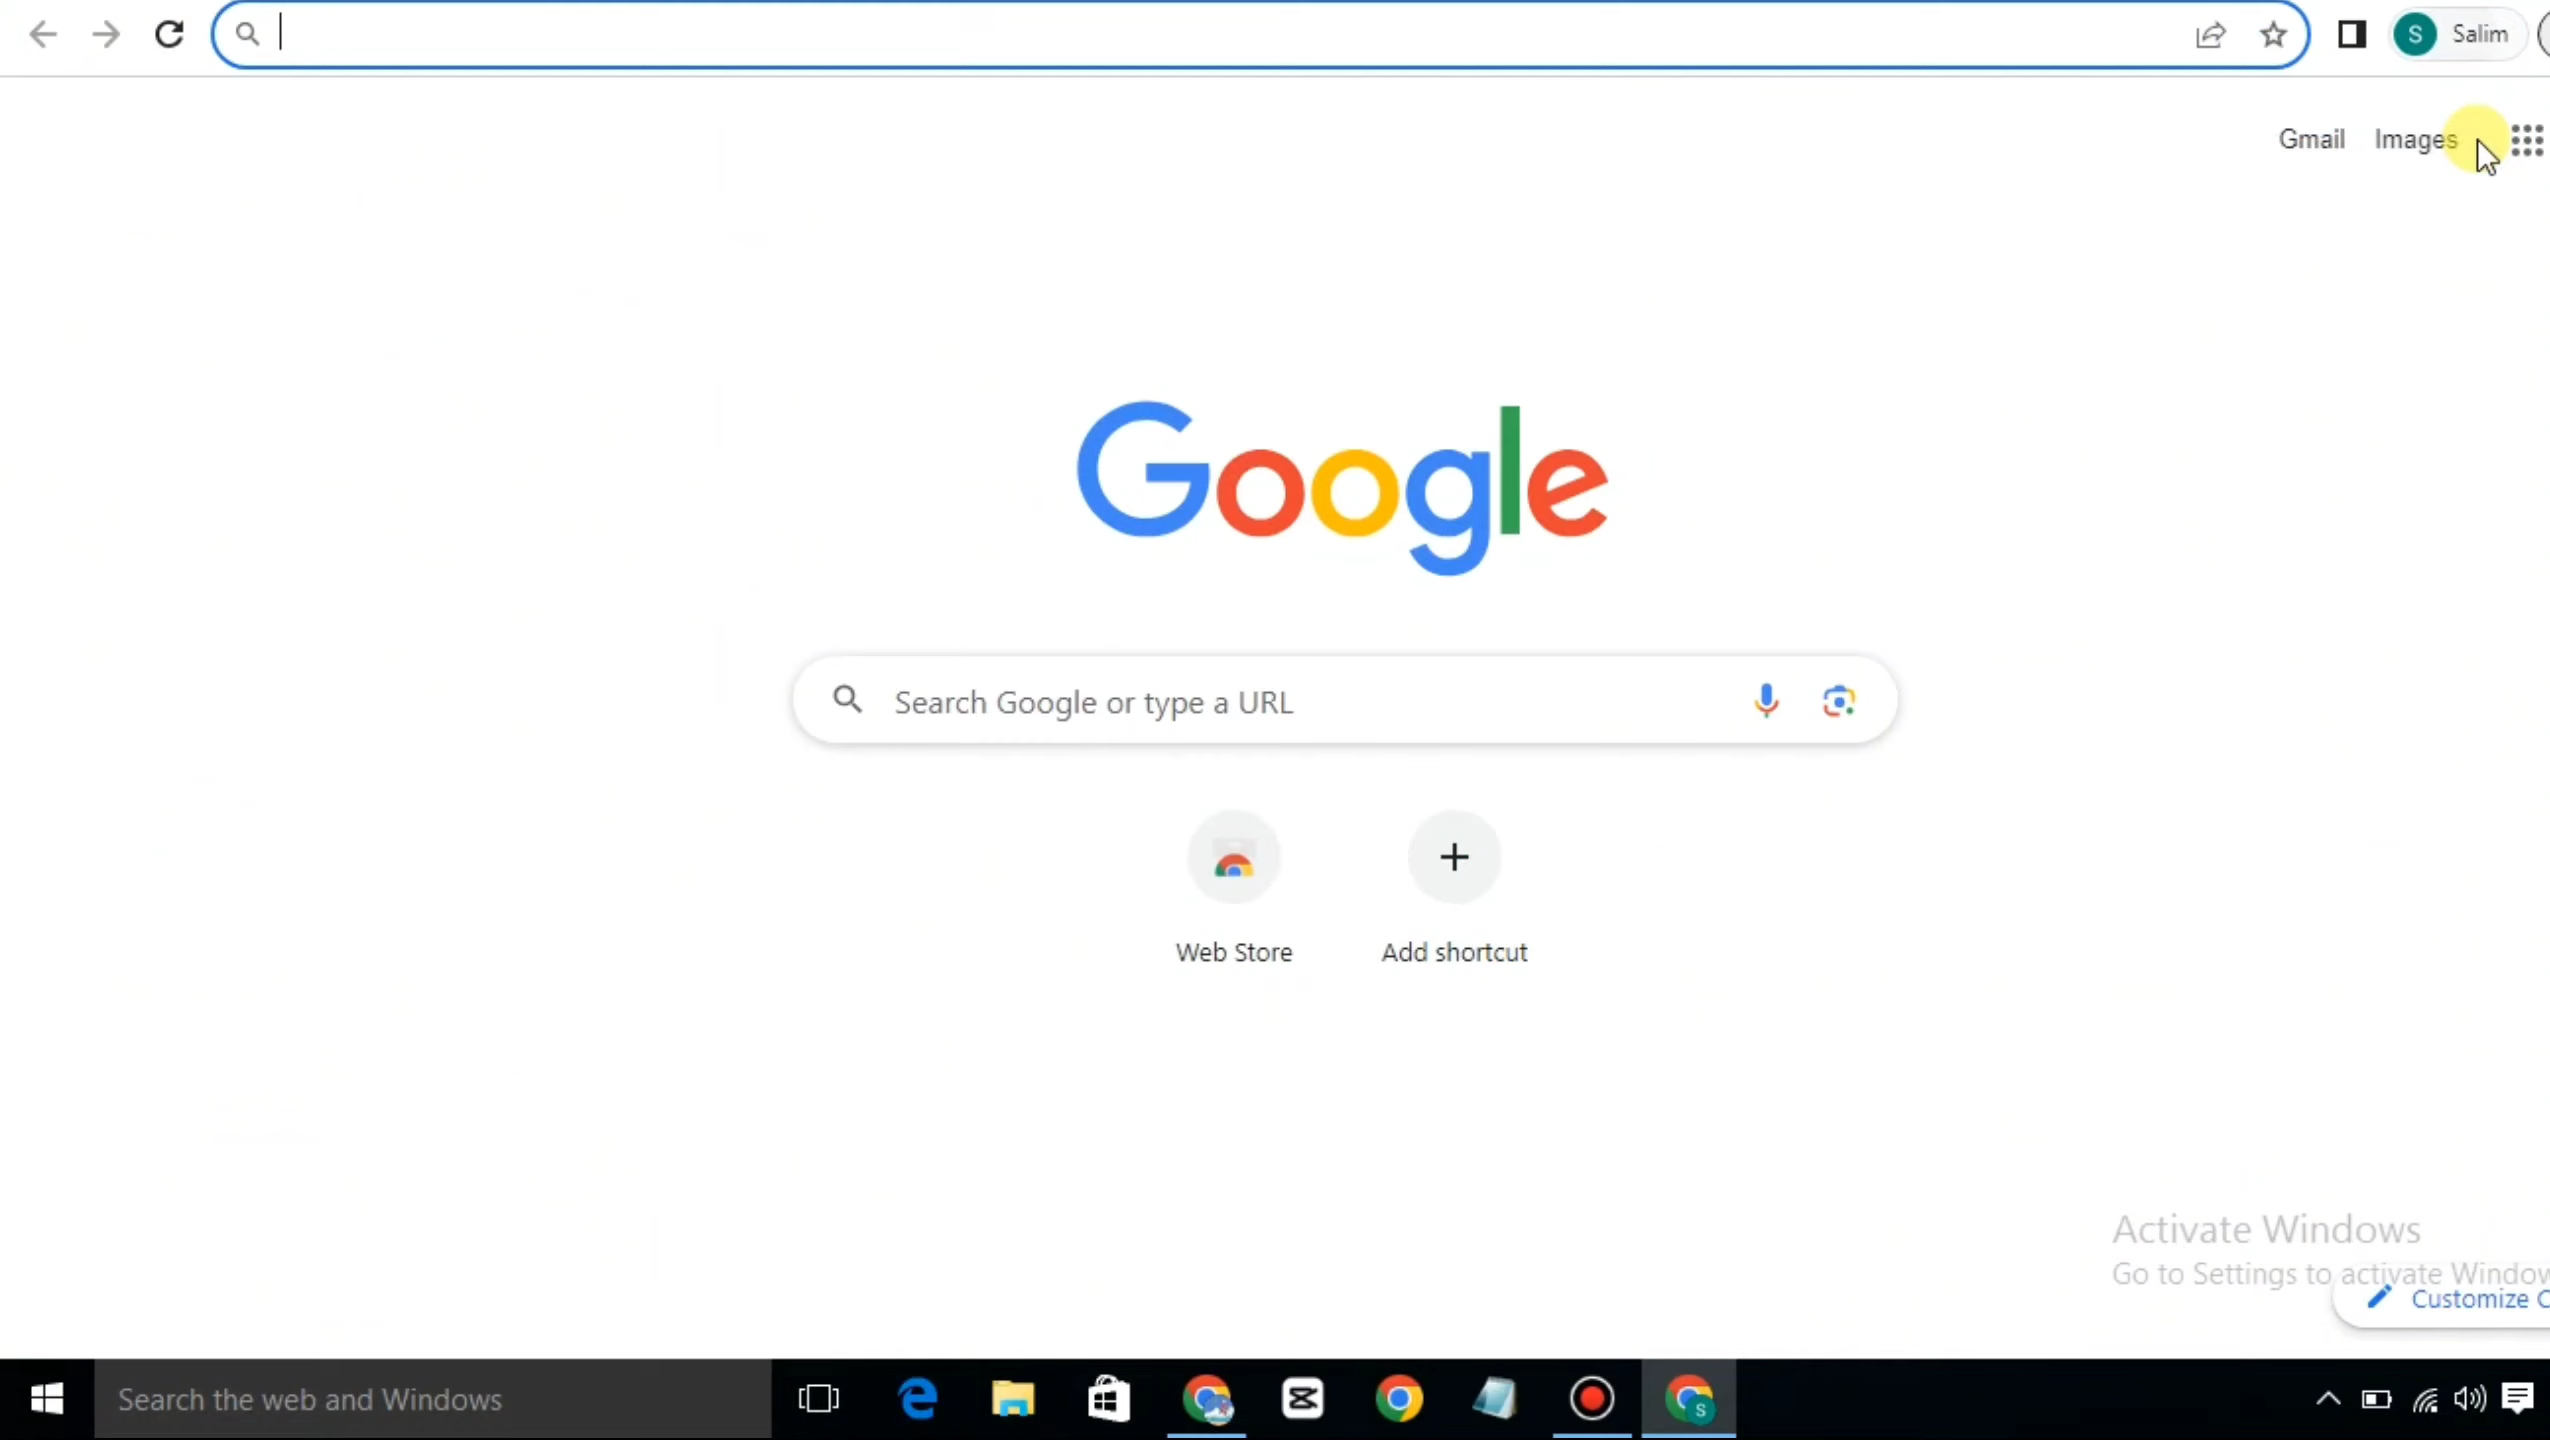 S Salim
Gmail Images
Google
Search Google or type a URL
Web Store Add shortcut
Activate Windows
Go to Settings to activate Window
Customize C
Search the web and Windows
S